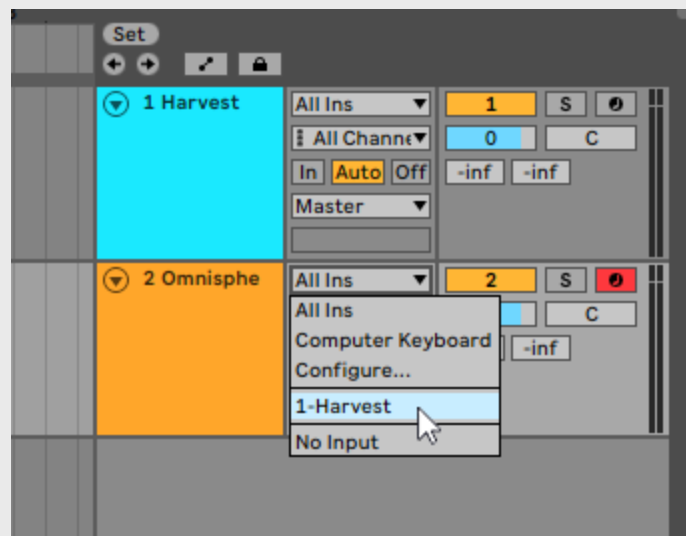 Set
1 Harvest
All Ins
1
S
All Channe
0
C
In Auto Off
-inf
-inf
Master
2 Omnisphe
All Ins
2
S
All Ins
C
Computer Keyboard
-inf
Configure...
1-Harvest
No Input